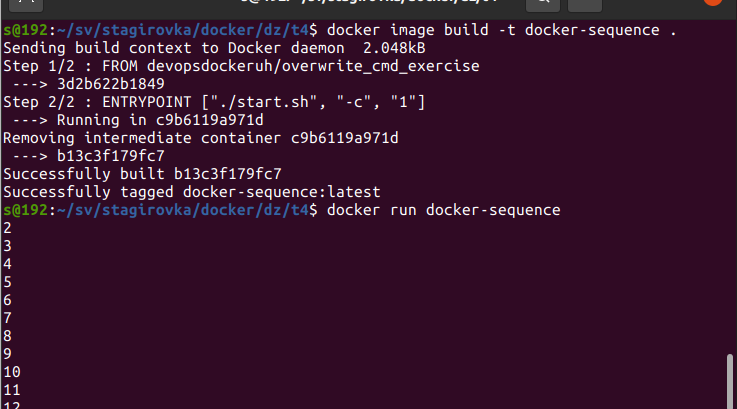 s@192:~/sv/stagirovka/docker/dz/t4$ docker image build -t docker-sequence .
Sending build context to Docker daemon  2.048kB
Step 1/2 : FROM devopsdockeruh/overwrite_cmd_exercise
 ---> 3d2b622b1849
Step 2/2 : ENTRYPOINT ["./start.sh", "-c", "1"]
 ---> Running in c9b6119a971d
Removing intermediate container c9b6119a971d
 ---> b13c3f179fc7
Successfully built b13c3f179fc7
Successfully tagged docker-sequence:latest
s@192:~/sv/stagirovka/docker/dz/t4$ docker run docker-sequence
2
3
4
5
6
7
8
9
10
11
12